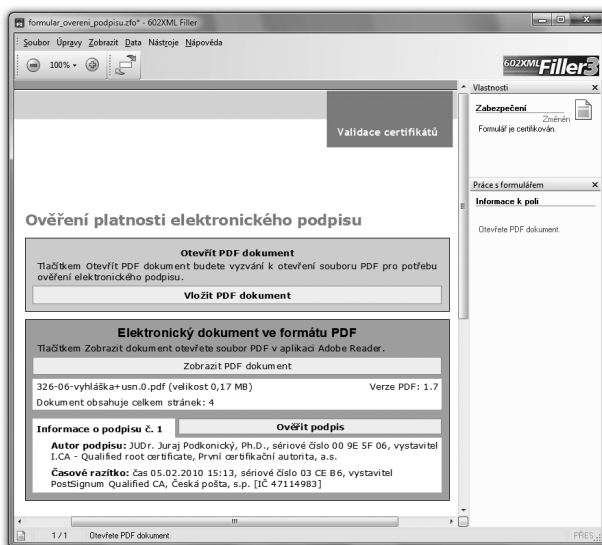 formular_overeni_podpisu.zfo* - 602XML Filler
Soubor Úpravy Zobrazit Data Nástroje Nápověda
100%
602XML Filler3
Validace certifikátů
Ověření platnosti elektronického podpisu
Otevřít PDF dokument
Tlačítkem Otevřít PDF dokument budete vyzváni k otevření souboru PDF pro potřebu
ověření elektronického podpisu.
Vložit PDF dokument
Elektronický dokument ve formátu PDF
Tlačítkem Zobrazit dokument otevřete soubor PDF v aplikaci Adobe Reader.
Zobrazit PDF dokument
326-06-vyhláška+usn.0.pdf (velikost 0,17 MB) Verze PDF: 1.7
Dokument obsahuje celkem stránek: 4
Informace o podpisu č. 1 Ověřit podpis
Autor podpisu: JUDr. Juraj Podkonický, Ph.D., sériové číslo 00 9E 5F 06, vystavitel
I.CA - Qualified root certificate, První certifikační autorita, a.s.
Časové razítko: čas 05.02.2010 15:13, sériové číslo 03 CE B6, vystavitel
PostSignum Qualified CA, Česká pošta, s.p. [IČ 47114983]
Vlastnosti
Zabezpečení
Změněn
Formulář je certifikován.
Práce s formulářem
Informace k poli
Otevřete PDF dokument.
1 / 1 Otevřete PDF dokument. PŘES